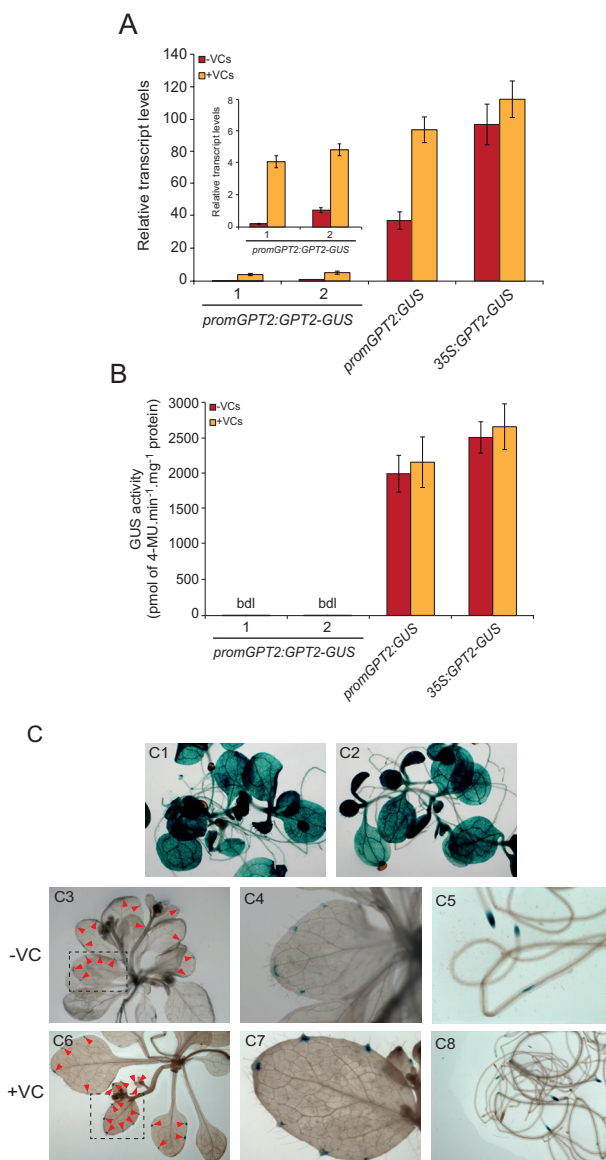 A
-VCs
+VCs
140
120
100
80
60
40
20
0
Relative transcript levels
8
6
4
2
0
Relative transcript levels
1 2
promGPT2:GPT2-GUS
1 2
promGPT2:GPT2-GUS
promGPT2:GUS
35S:GPT2-GUS
B
-VCs
+VCs
3000
2500
2000
1500
1000
500
0
GUS activity
(pmol of 4-MU.min⁻¹.mg⁻¹ protein)
bdl bdl
1 2
promGPT2:GPT2-GUS
promGPT2:GUS
35S:GPT2-GUS
C
C1 C2
-VC
C3 C4 C5
+VC
C6 C7 C8